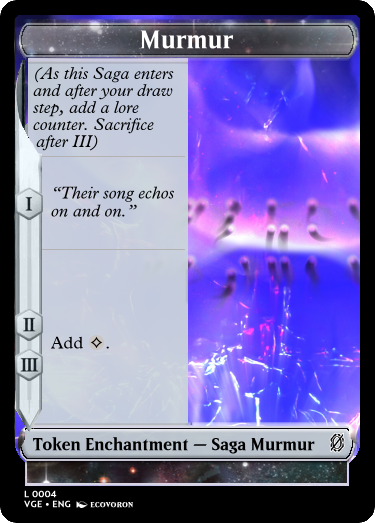 Murmur
(As this Saga enters
and after your draw
step, add a lore
counter. Sacrifice
after III)
I
"Their song echos
on and on."
II
III
Add .
Token Enchantment — Saga Murmur
L 0004
VGE • ENG ECOVORON